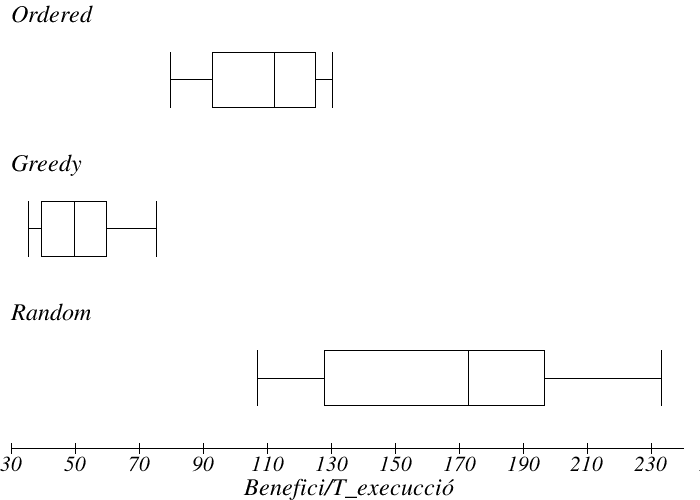 Ordered
Greedy
Random
30 50 70 90 110 130 150 170 190 210 230
Benefici/T_execucció